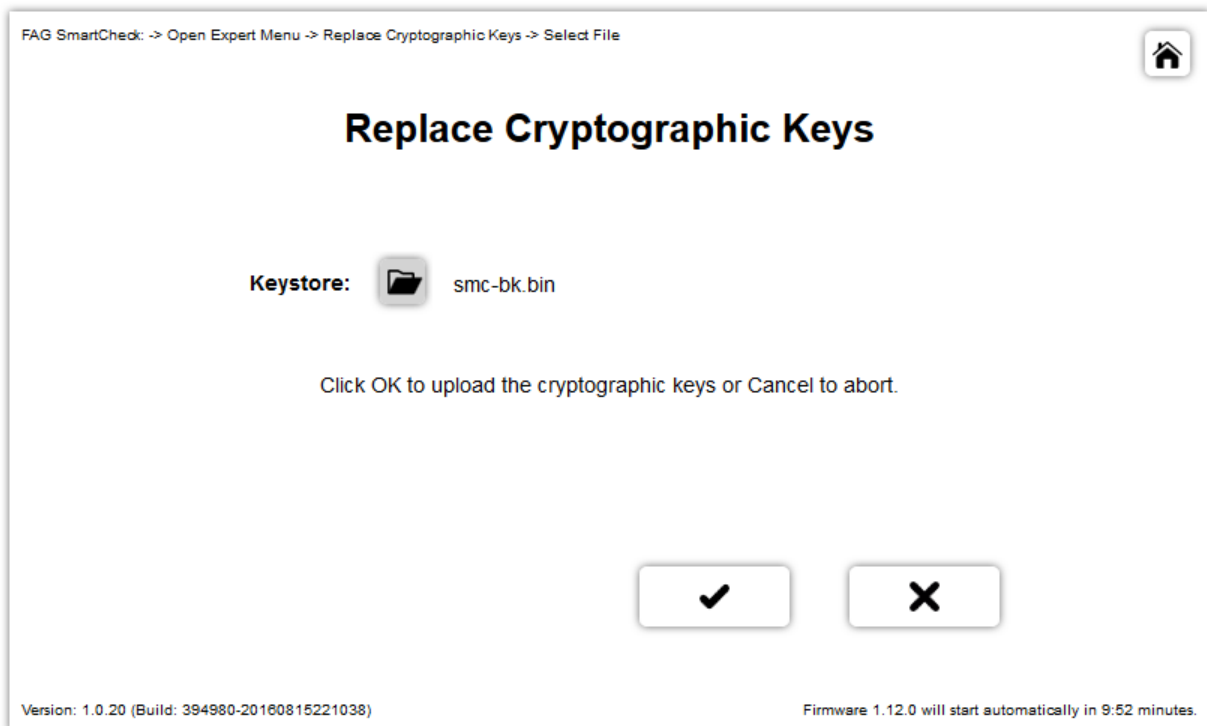 FAG SmartCheck: -> Open Expert Menu -> Replace Cryptographic Keys -> Select File
Replace Cryptographic Keys
Keystore: smc-bk.bin
Click OK to upload the cryptographic keys or Cancel to abort.
Version: 1.0.20 (Build: 394980-20160815221038) Firmware 1.12.0 will start automatically in 9:52 minutes.